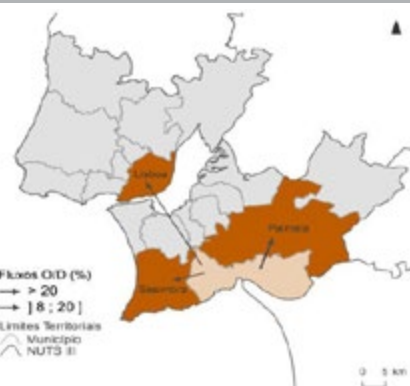 Lisboa
Palmela
Sesimbra
Fluxos O/D (%)
> 20
] 8 ; 20 ]
Limites Territoriais
Município
NUTS III
0 5 km